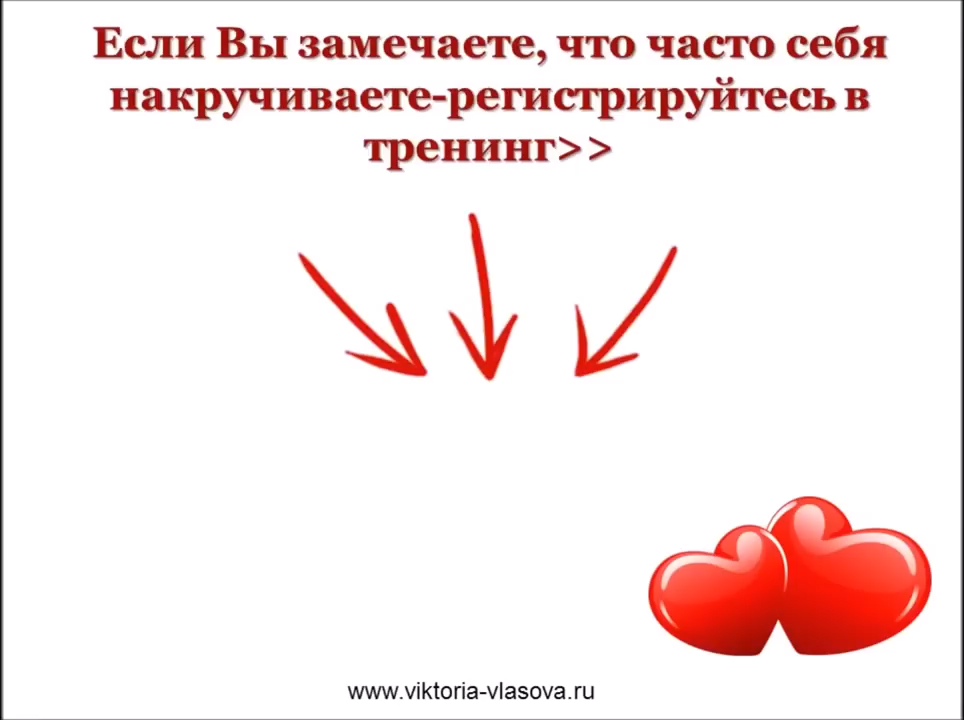 Если Вы замечаете, что часто себя
накручиваете-регистрируйтесь в
тренинг>>
www.viktoria-vlasova.ru